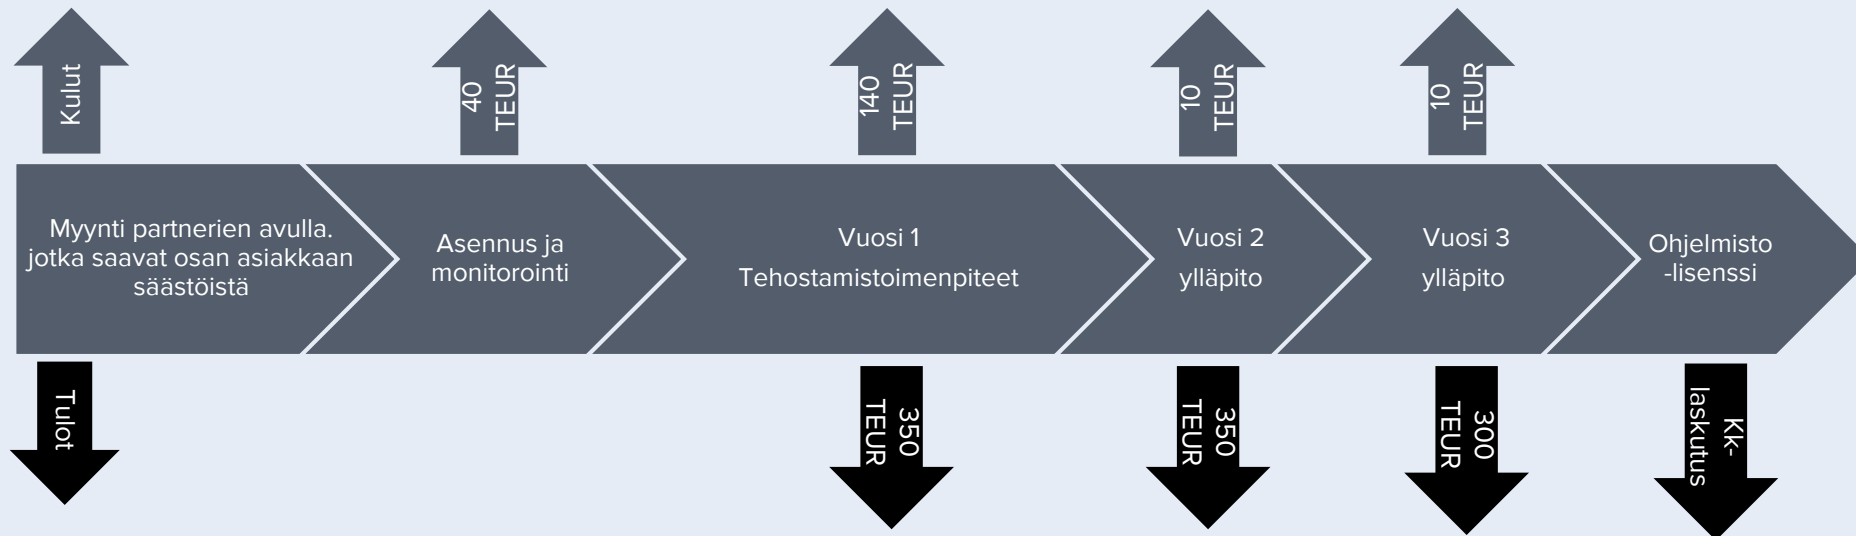 Kulut
40
TEUR
140
TEUR
10
TEUR
10
TEUR
Myynti partnerien avulla.
jotka saavat osan asiakkaan
säästöistä
Asennus ja
monitorointi
Vuosi 1
Tehostamistoimenpiteet
Vuosi 2
ylläpito
Vuosi 3
ylläpito
Ohjelmisto
-lisenssi
Tulot
350
TEUR
350
TEUR
300
TEUR
Kk-
laskutus